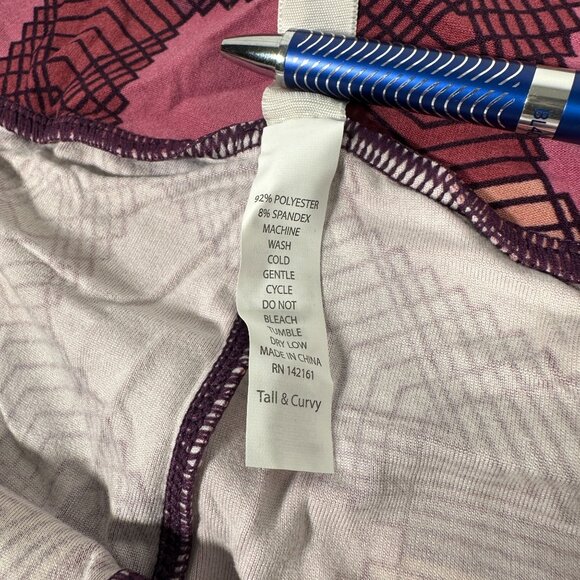 92% POLYESTER
8% SPANDEX
MACHINE
WASH
COLD
GENTLE
CYCLE
DO NOT
BLEACH
TUMBLE
DRY LOW
MADE IN CHINA
RN 142161
Tall & Curvy